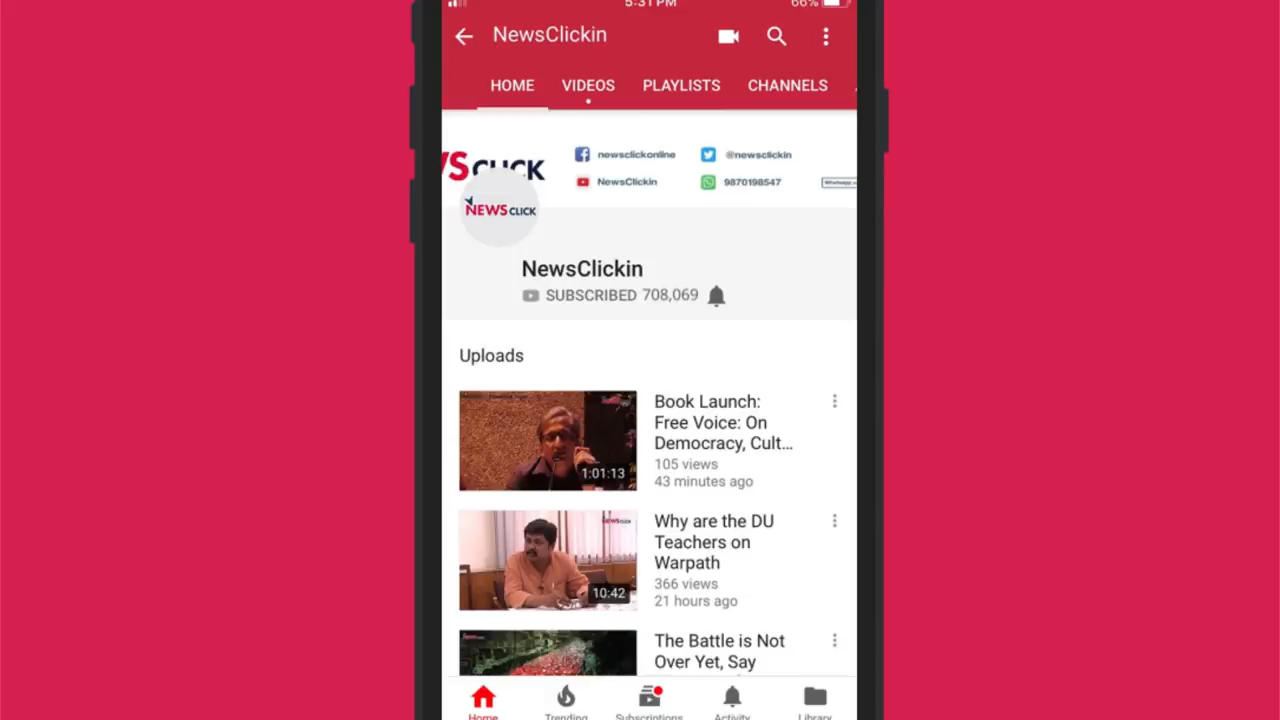 5:31 PM
66%
NewsClickin
HOME VIDEOS PLAYLISTS CHANNELS
WS CLICK
newsclickonline @newsclickin
NewsClickin 9870198547
NEWS CLICK
NewsClickin
SUBSCRIBED 708,069
Uploads
Book Launch:
Free Voice: On
Democracy, Cult...
105 views
43 minutes ago
1:01:13
Why are the DU
Teachers on
Warpath
366 views
21 hours ago
NEWSCLICK
10:42
The Battle is Not
Over Yet, Say
Home Trending Subscriptions Activity Library